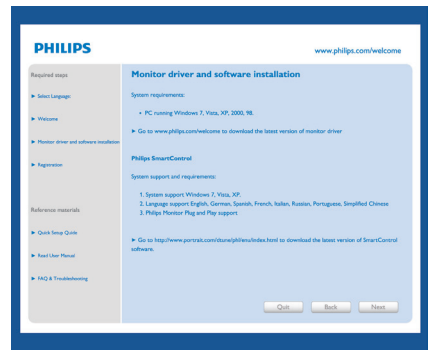 PHILIPS
www.philips.com/welcome
Required steps
Select Language:
Welcome
Monitor driver and software installation
Registration
Reference materials
Quick Setup Guide
Read User Manual
FAQ & Troubleshooting
Monitor driver and software installation
System requirements:
• PC running Windows 7, Vista, XP, 2000, 98.
Go to www.philips.com/welcome to download the latest version of monitor driver
Philips SmartControl
System support and requirements:
1. System support Windows 7, Vista, XP.
2. Language support English, German, Spanish, French, Italian, Russian, Portuguese, Simplified Chinese
3. Philips Monitor Plug and Play support
Go to http://www.portrait.com/dtune/phl/enu/index.html to download the latest version of SmartControl
software.
Quit
Back
Next